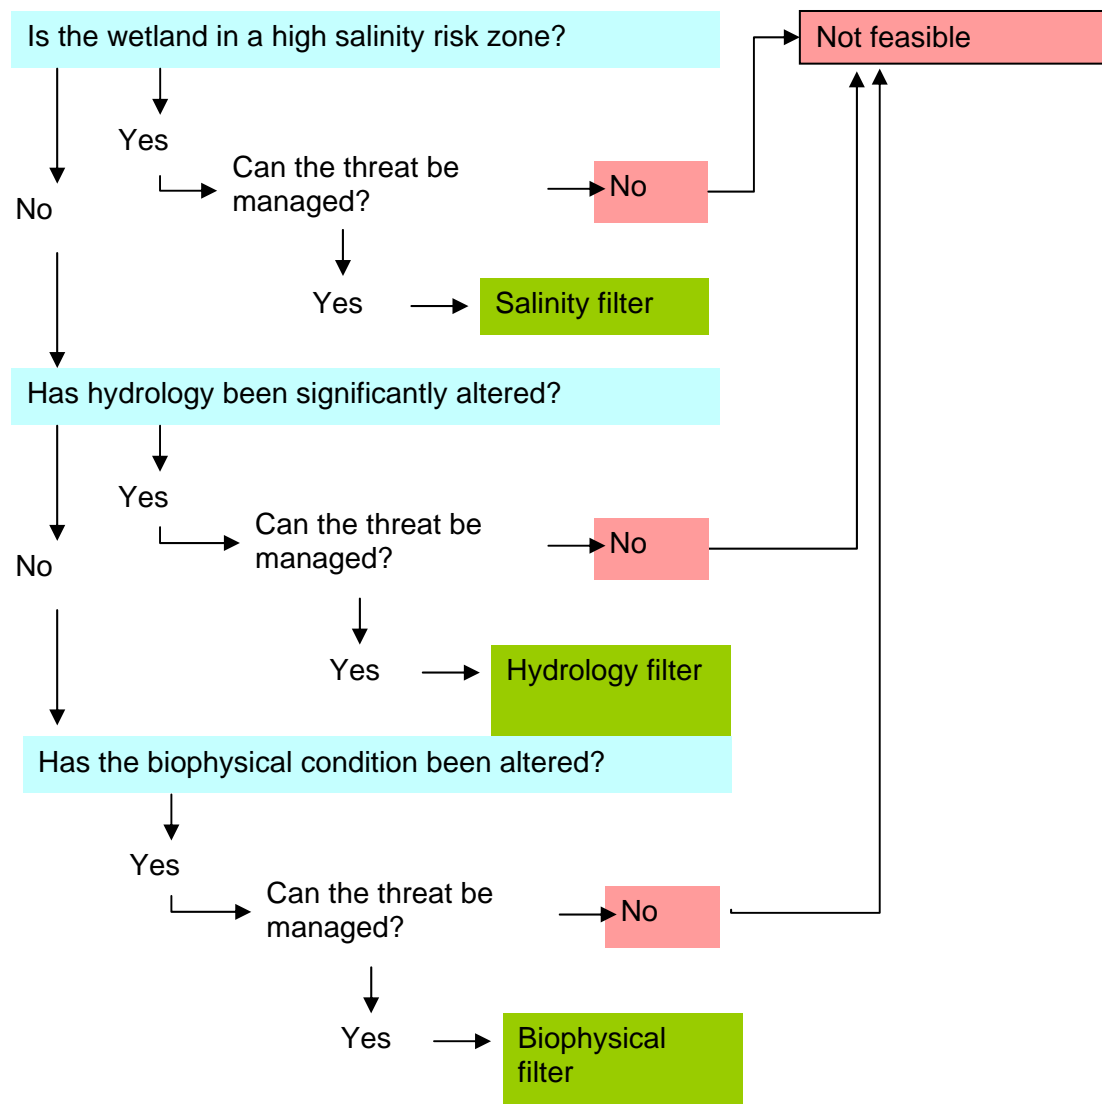 Is the wetland in a high salinity risk zone?
Not feasible
Yes
Can the threat be
managed?
No
No
Yes
Salinity filter
Has hydrology been significantly altered?
Yes
Can the threat be
managed?
No
No
Yes
Hydrology filter
Has the biophysical condition been altered?
Yes
Can the threat be
managed?
No
Yes
Biophysical
filter